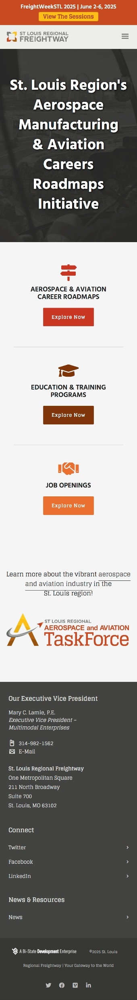 FreightWeekSTL 2025 | June 2-6, 2025
View The Sessions
ST LOUIS REGIONAL
FREIGHTWAY
St. Louis Region's
Aerospace
Manufacturing
& Aviation
Careers
Roadmaps
Initiative
AEROSPACE & AVIATION
CAREER ROADMAPS
Explore Now
EDUCATION & TRAINING
PROGRAMS
Explore Now
JOB OPENINGS
Explore Now
Learn more about the vibrant aerospace
and aviation industry in the
St. Louis region!
ST LOUIS REGIONAL
AEROSPACE and AVIATION
TaskForce
Our Executive Vice President
Mary C. Lamie, P.E.
Executive Vice President –
Multimodal Enterprises
314-982-1562
E-Mail
St. Louis Regional Freightway
One Metropolitan Square
211 North Broadway
Suite 700
St. Louis, MO 63102
Connect
Twitter
Facebook
LinkedIn
News & Resources
News
A Bi-State Development Enterprise ©2025 St. Louis
Regional Freightway | Your Gateway to the World